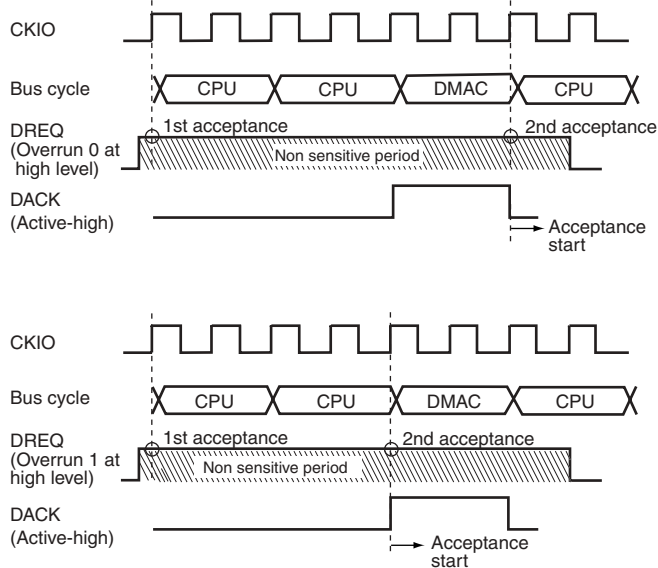 CKIO
Bus cycle
CPU
CPU
DMAC
CPU
DREQ
(Overrun 0 at
high level)
1st acceptance
2nd acceptance
Non sensitive period
DACK
(Active-high)
Acceptance
start
CKIO
Bus cycle
CPU
CPU
DMAC
CPU
DREQ
(Overrun 1 at
high level)
1st acceptance
2nd acceptance
Non sensitive period
DACK
(Active-high)
Acceptance
start